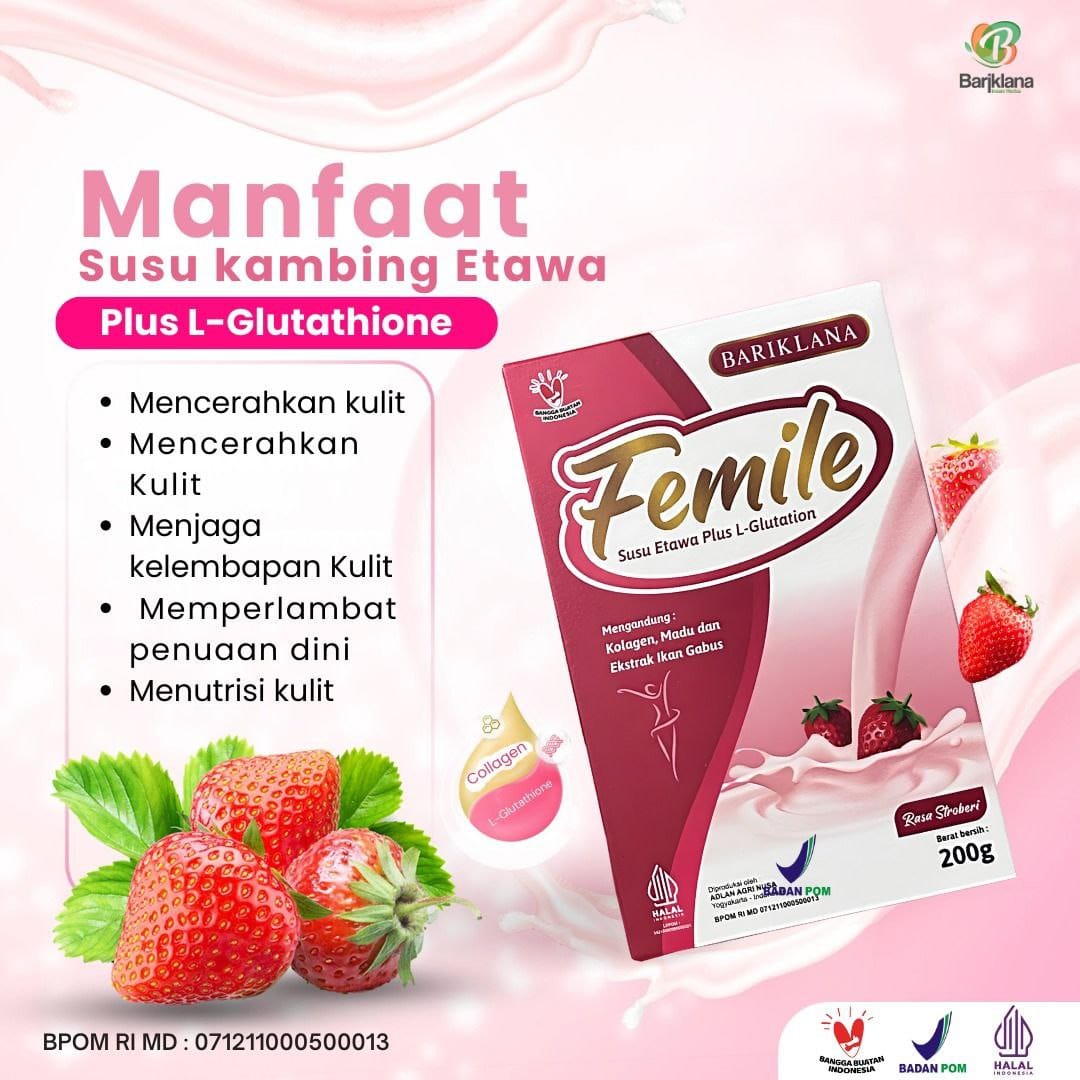 Bariklana
Manfaat
Susu kambing Etawa
Plus L-Glutathione
• Mencerahkan kulit
• Mencerahkan
Kulit
• Menjaga
kelembapan Kulit
• Memperlambat
penuaan dini
• Menutrisi kulit
BARIKLANA
BANGGA BUATAN
INDONESIA
Femile
Susu Etawa Plus L-Glutation
Mengandung :
Kolagen, Madu dan
Ekstrak Ikan Gabus
Collagen
L-Glutathione
Rasa Stroberi
Berat bersih :
200g
HALAL
INDONESIA
Diproduksi oleh :
ADLAN AGRI NUSA
Yogyakarta -
BPOM RI MD 071211000500013
BADAN POM
BPOM RI MD : 071211000500013
BANGGA BUATAN
INDONESIA
BADAN POM
HALAL
INDONESIA